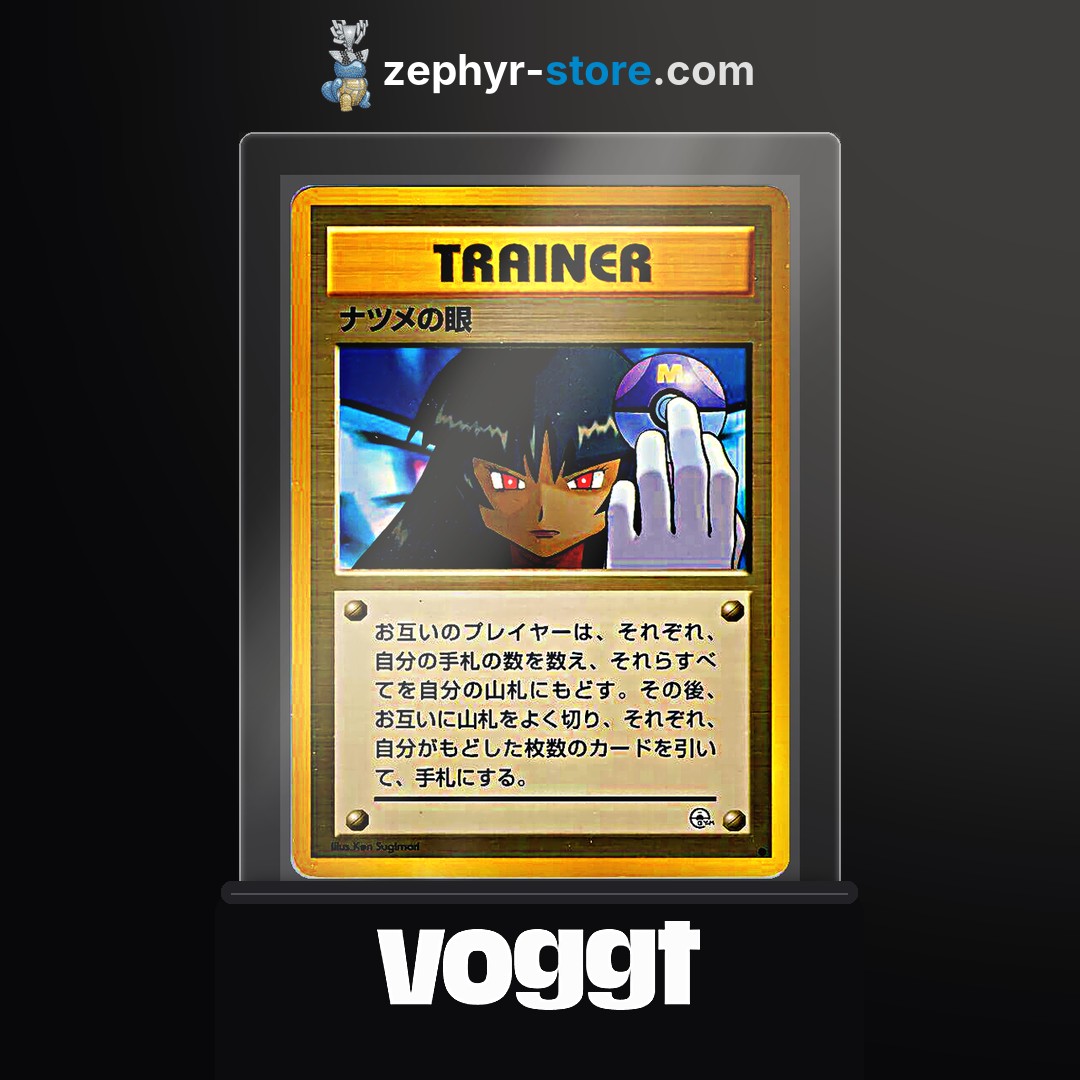 zephyr-store.com
TRAINER
ナツメの眼
M
お互いのプレイヤーは、それぞれ、
自分の手札の数を数え、それらすべ
てを自分の山札にもどす。その後、
お互いに山札をよく切り、それぞれ、
自分がもどした枚数のカードを引い
て、手札にする。
GYM
Illus. Ken Sugimori
voggt